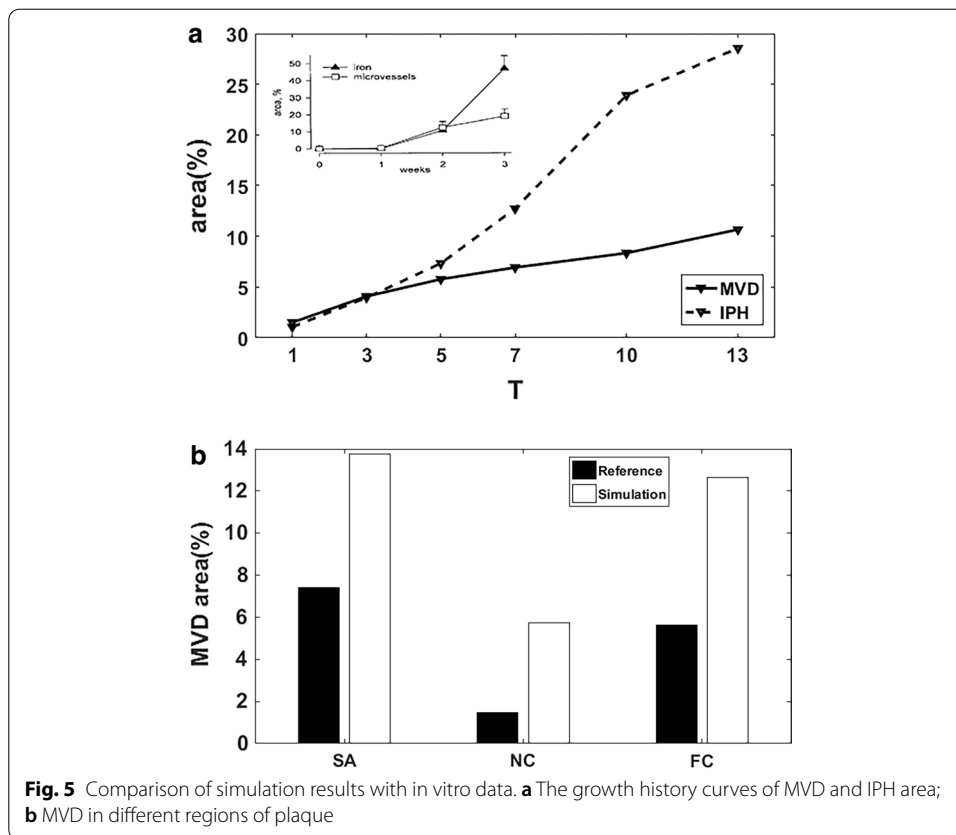 a
30
25
20
15
10
5
0
area(%)
50
40
30
20
10
0
area, %
iron
microvessels
0 1 2 3
weeks
MVD
IPH
1 3 5 7 10 13
T
b
14
12
10
8
6
4
2
0
MVD area(%)
Reference
Simulation
SA NC FC
Fig. 5 Comparison of simulation results with in vitro data. a The growth history curves of MVD and IPH area;
b MVD in different regions of plaque